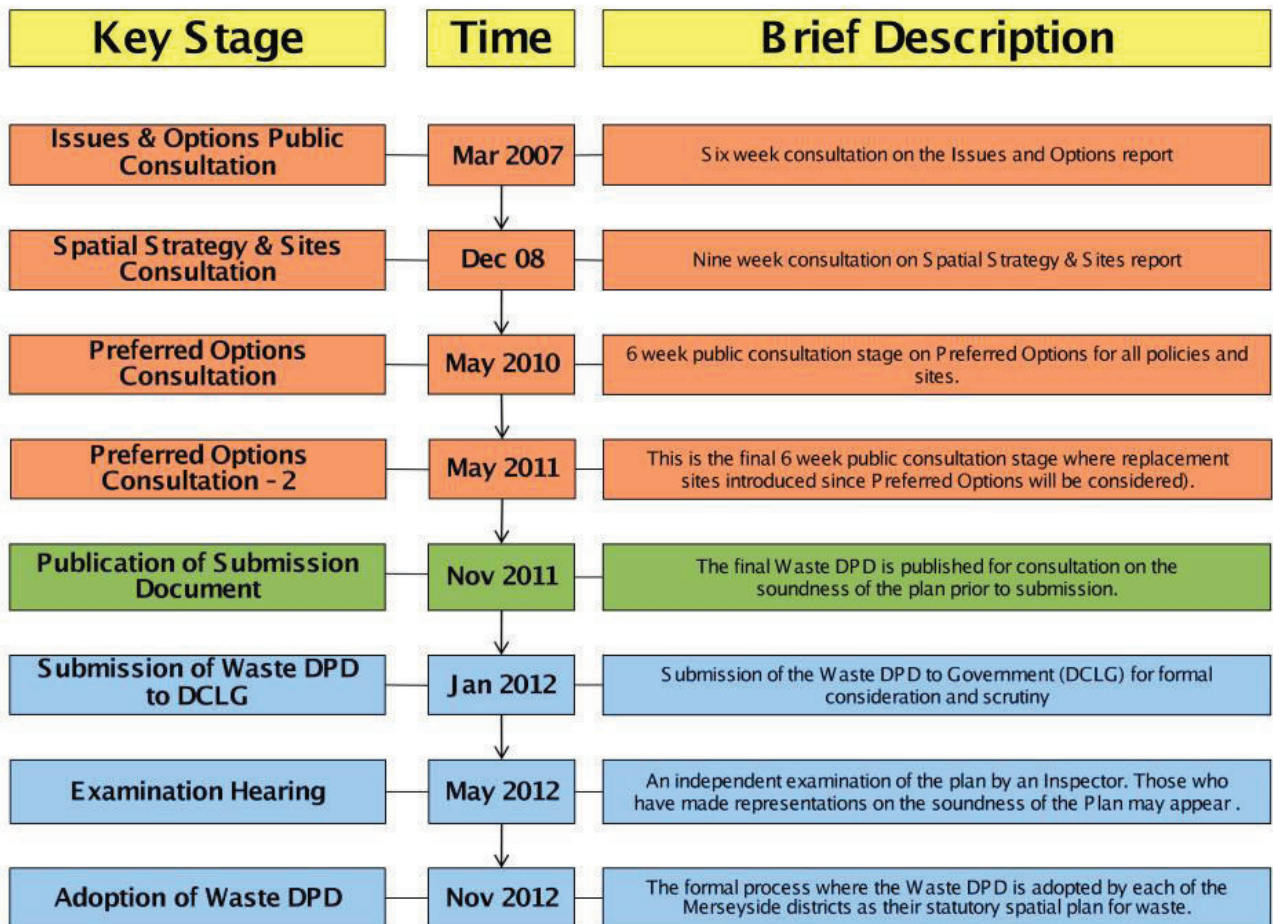 Key Stage
Time
Brief Description
Issues & Options Public
Consultation
Mar 2007
Six week consultation on the Issues and Options report
Spatial Strategy & Sites
Consultation
Dec 08
Nine week consultation on Spatial Strategy & Sites report
Preferred Options
Consultation
May 2010
6 week public consultation stage on Preferred Options for all policies and
sites.
Preferred Options
Consultation - 2
May 2011
This is the final 6 week public consultation stage where replacement
sites introduced since Preferred Options will be considered).
Publication of Submission
Document
Nov 2011
The final Waste DPD is published for consultation on the
soundness of the plan prior to submission.
Submission of Waste DPD
to DCLG
Jan 2012
Submission of the Waste DPD to Government (DCLG) for formal
consideration and scrutiny
Examination Hearing
May 2012
An independent examination of the plan by an Inspector. Those who
have made representations on the soundness of the Plan may appear .
Adoption of Waste DPD
Nov 2012
The formal process where the Waste DPD is adopted by each of the
Merseyside districts as their statutory spatial plan for waste.